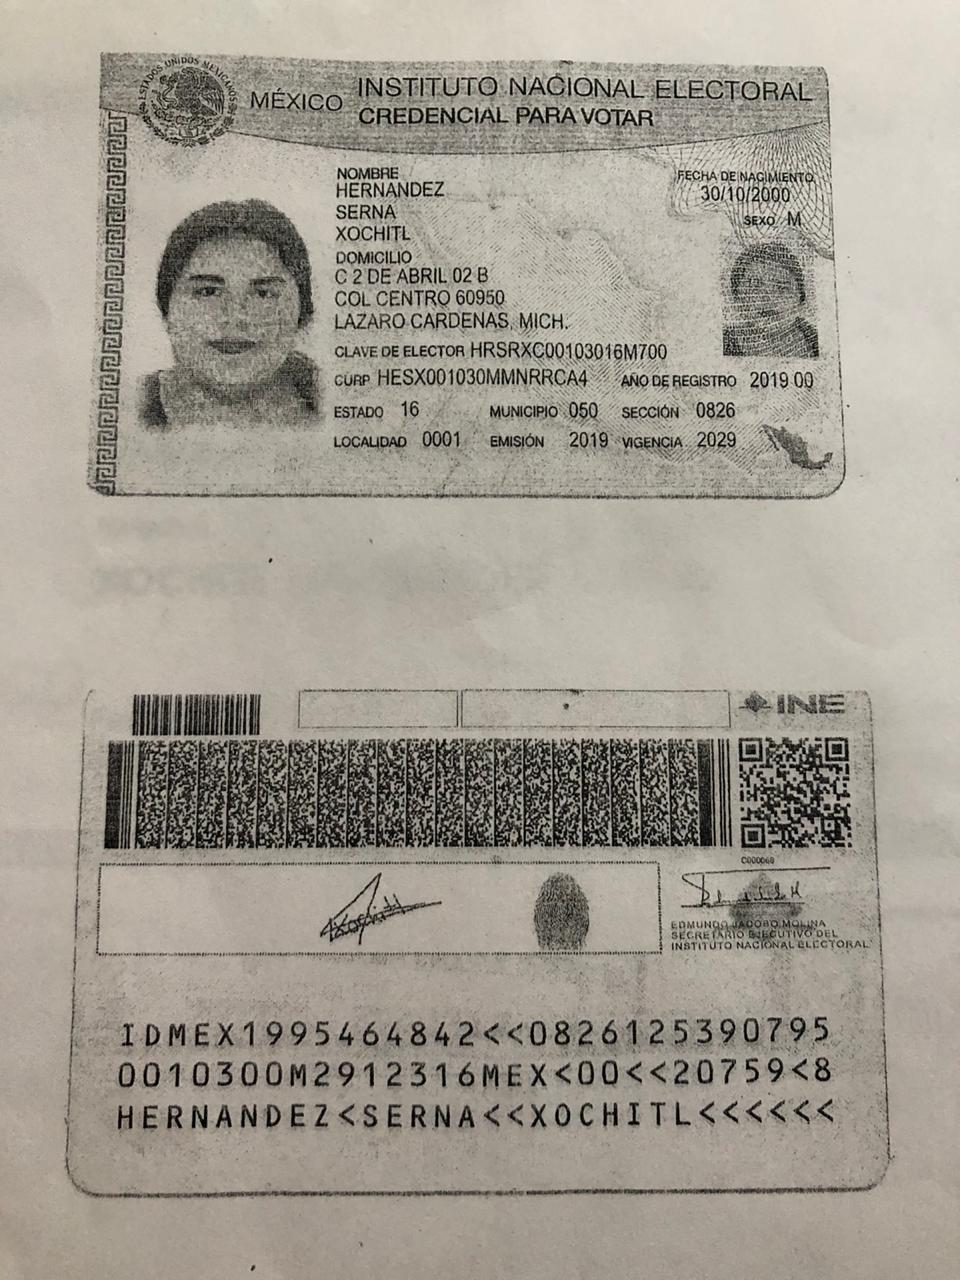 ESTADOS UNIDOS MEXICANOS
MÉXICO
INSTITUTO NACIONAL ELECTORAL
CREDENCIAL PARA VOTAR
NOMBRE
HERNANDEZ
SERNA
XOCHITL
FECHA DE NACIMIENTO
30/10/2000
SEXO M
DOMICILIO
C 2 DE ABRIL 02 B
COL CENTRO 60950
LAZARO CARDENAS, MICH.
CLAVE DE ELECTOR HRSRXC00103016M700
CURP HESX001030MMNRRCA4 AÑO DE REGISTRO 2019 00
ESTADO 16 MUNICIPIO 050 SECCIÓN 0826
LOCALIDAD 0001 EMISIÓN 2019 VIGENCIA 2029
INE
EDMUNDO JACOBO MOLINA
SECRETARIO EJECUTIVO DEL
INSTITUTO NACIONAL ELECTORAL
IDMEX1995464842<<0826125390795
0010300M2912316MEX<00<<20759<8
HERNANDEZ<SERNA<<XOCHITL<<<<<<